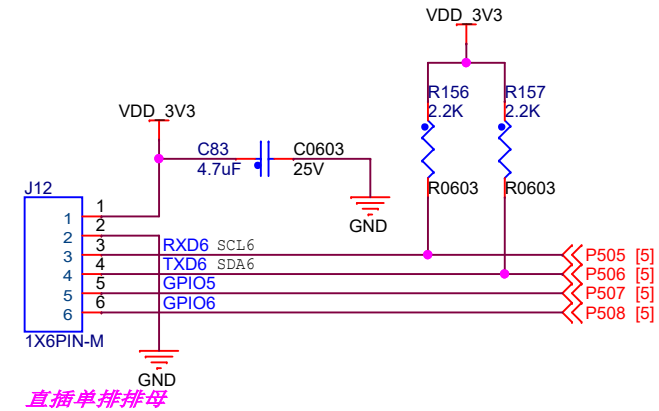 VDD_3V3
R156
R157
2.2K
2.2K
VDD_3V3
C83
C0603
4.7uF
25V
R0603
R0603
J12
GND
1
1
2
2
3
3
RXD6 SCL6
P505 [5]
4
4
TXD6 SDA6
P506 [5]
5
5
GPIO5
P507 [5]
6
6
GPIO6
P508 [5]
1X6PIN-M
GND
直插单排排母